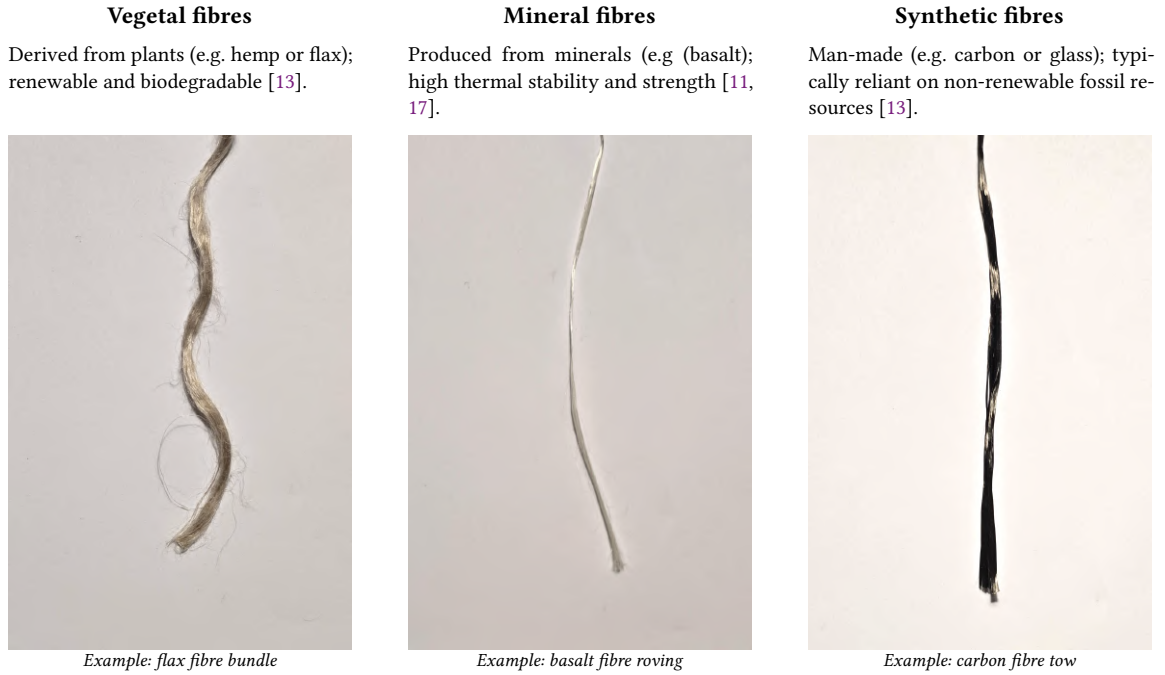 Vegetal fibres
Derived from plants (e.g. hemp or flax);
renewable and biodegradable [13].
Example: flax fibre bundle
Mineral fibres
Produced from minerals (e.g (basalt);
high thermal stability and strength [11,
17].
Example: basalt fibre roving
Synthetic fibres
Man-made (e.g. carbon or glass); typi-
cally reliant on non-renewable fossil re-
sources [13].
Example: carbon fibre tow